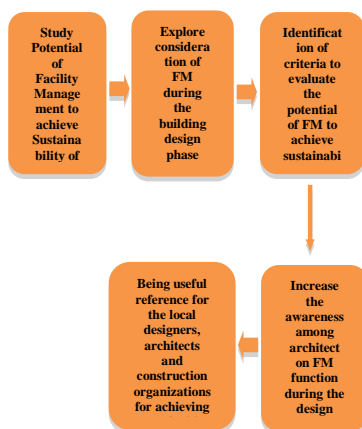 Study
Potential
of
Facility
Manage
ment to
achieve
Sustaina
bility of
Explore
considera
tion of
FM
during
the
building
design
phase
Identificat
ion of
criteria to
evaluate
the
potential
of FM to
achieve
sustainabi
Increase
the
awareness
among
architect
on FM
function
during the
design
Being useful
reference for
the local
designers,
architects
and
construction
organizations
for achieving